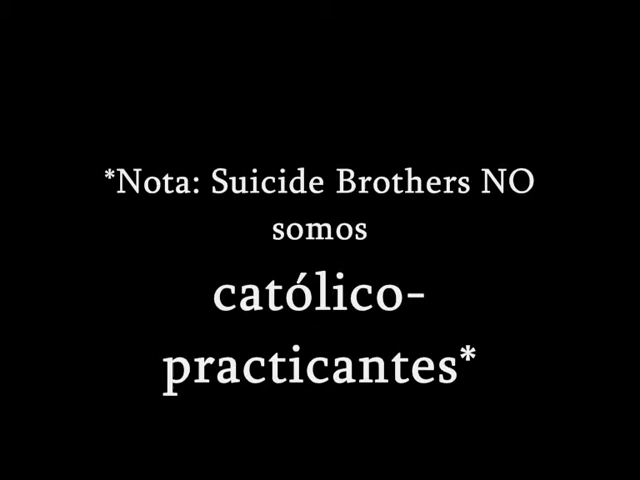 *Nota: Suicide Brothers NO
somos
católico-
practicantes*